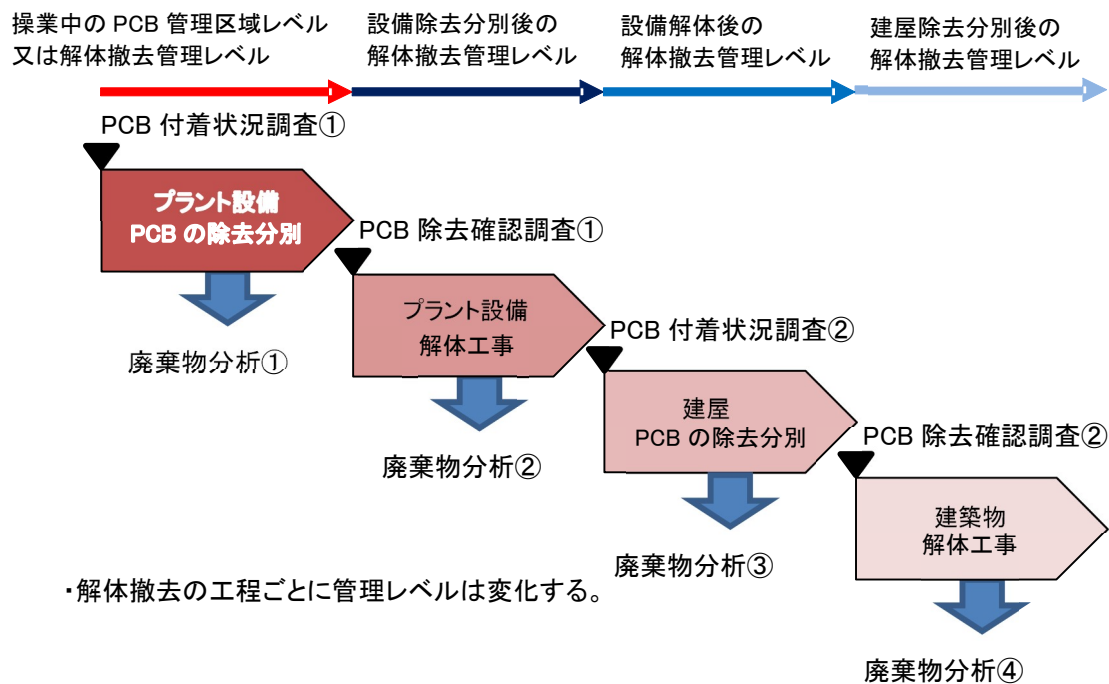 操業中の PCB 管理区域レベル
又は解体撤去管理レベル
設備除去分別後の
解体撤去管理レベル
設備解体後の
解体撤去管理レベル
建屋除去分別後の
解体撤去管理レベル
PCB 付着状況調査①
プラント設備
PCB の除去分別
廃棄物分析①
PCB 除去確認調査①
プラント設備
解体工事
廃棄物分析②
PCB 付着状況調査②
建屋
PCB の除去分別
廃棄物分析③
PCB 除去確認調査②
建築物
解体工事
廃棄物分析④
・解体撤去の工程ごとに管理レベルは変化する。